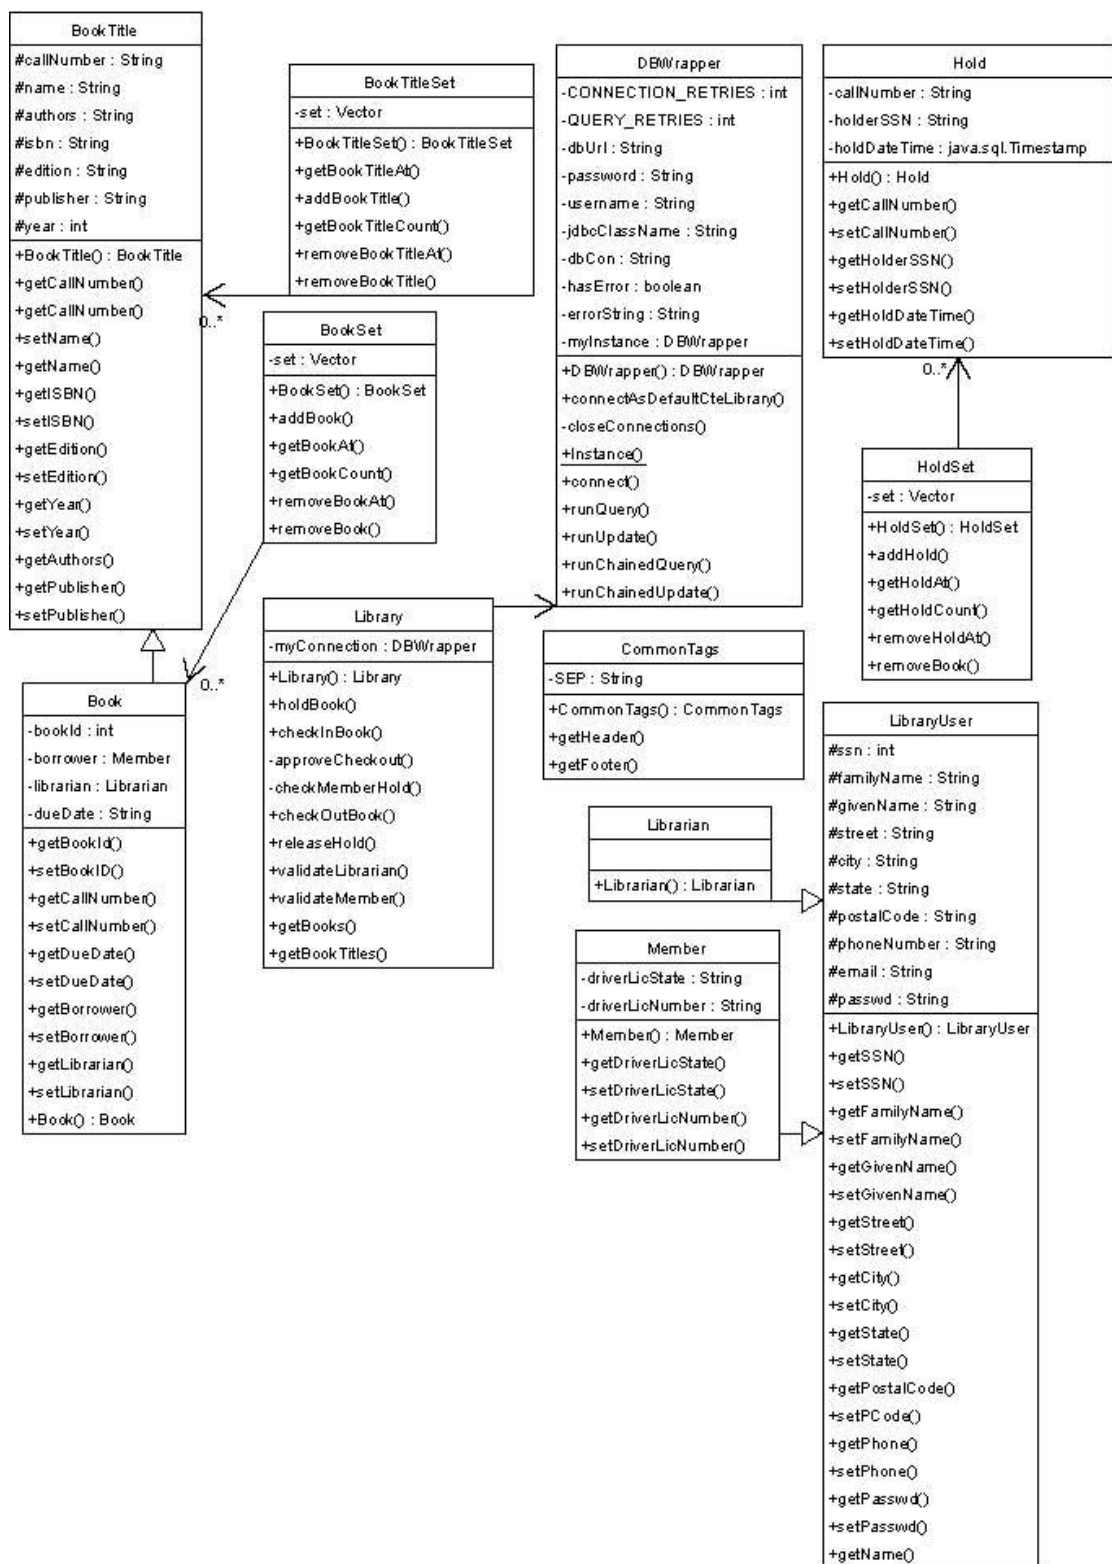 BookTitle
#callNumber : String
#name : String
#authors : String
#isbn : String
#edition : String
#publisher : String
#year : int
+BookTitle() : BookTitle
+getCallNumber()
+getCallNumber()
+setName()
+getName()
+getISBN()
+setISBN()
+getEdition()
+setEdition()
+getYear()
+setYear()
+getAuthors()
+getPublisher()
+setPublisher()
BookTitleSet
-set : Vector
+BookTitleSet() : BookTitleSet
+getBookTitleAt()
+addBookTitle()
+getBookTitleCount()
+removeBookTitleAt()
+removeBookTitle()
0..*
BookSet
-set : Vector
+BookSet() : BookSet
+addBook()
+getBookAt()
+getBookCount()
+removeBookAt()
+removeBook()
0..*
Book
-bookId : int
-borrower : Member
-librarian : Librarian
-dueDate : String
+getBookId()
+setBookID()
+getCallNumber()
+setCallNumber()
+getDueDate()
+setDueDate()
+getBorrower()
+setBorrower()
+getLibrarian()
+setLibrarian()
+Book() : Book
Library
-myConnection : DBWrapper
+Library() : Library
+holdBook()
+checkInBook()
-approveCheckout()
-checkMemberHold()
+checkOutBook()
+releaseHold()
+validateLibrarian()
+validateMember()
+getBooks()
+getBookTitles()
DBWrapper
-CONNECTION_RETRIES : int
-QUERY_RETRIES : int
-dbUrl : String
-password : String
-username : String
-jdbcClassName : String
-dbCon : String
-hasError : boolean
-errorString : String
-myInstance : DBWrapper
+DBWrapper() : DBWrapper
+connectAsDefaultCteLibrary()
-closeConnections()
+Instance()
+connect()
+runQuery()
+runUpdate()
+runChainedQuery()
+runChainedUpdate()
Hold
-callNumber : String
-holderSSN : String
-holdDateTime : java.sql.Timestamp
+Hold() : Hold
+getCallNumber()
+setCallNumber()
+getHolderSSN()
+setHolderSSN()
+getHoldDateTime()
+setHoldDateTime()
0..*
HoldSet
-set : Vector
+HoldSet() : HoldSet
+addHold()
+getHoldAt()
+getHoldCount()
+removeHoldAt()
+removeBook()
CommonTags
-SEP : String
+CommonTags() : CommonTags
+getHeader()
+getFooter()
Librarian
+Librarian() : Librarian
Member
-driverLicState : String
-driverLicNumber : String
+Member() : Member
+getDriverLicState()
+setDriverLicState()
+getDriverLicNumber()
+setDriverLicNumber()
LibraryUser
#ssn : int
#familyName : String
#givenName : String
#street : String
#city : String
#state : String
#postalCode : String
#phoneNumber : String
#email : String
#passwd : String
+LibraryUser() : LibraryUser
+getSSN()
+setSSN()
+getFamilyName()
+setFamilyName()
+getGivenName()
+setGivenName()
+getStreet()
+setStreet()
+getCity()
+setCity()
+getState()
+setState()
+getPostalCode()
+setPCode()
+getPhone()
+setPhone()
+getPasswd()
+setPasswd()
+getName()